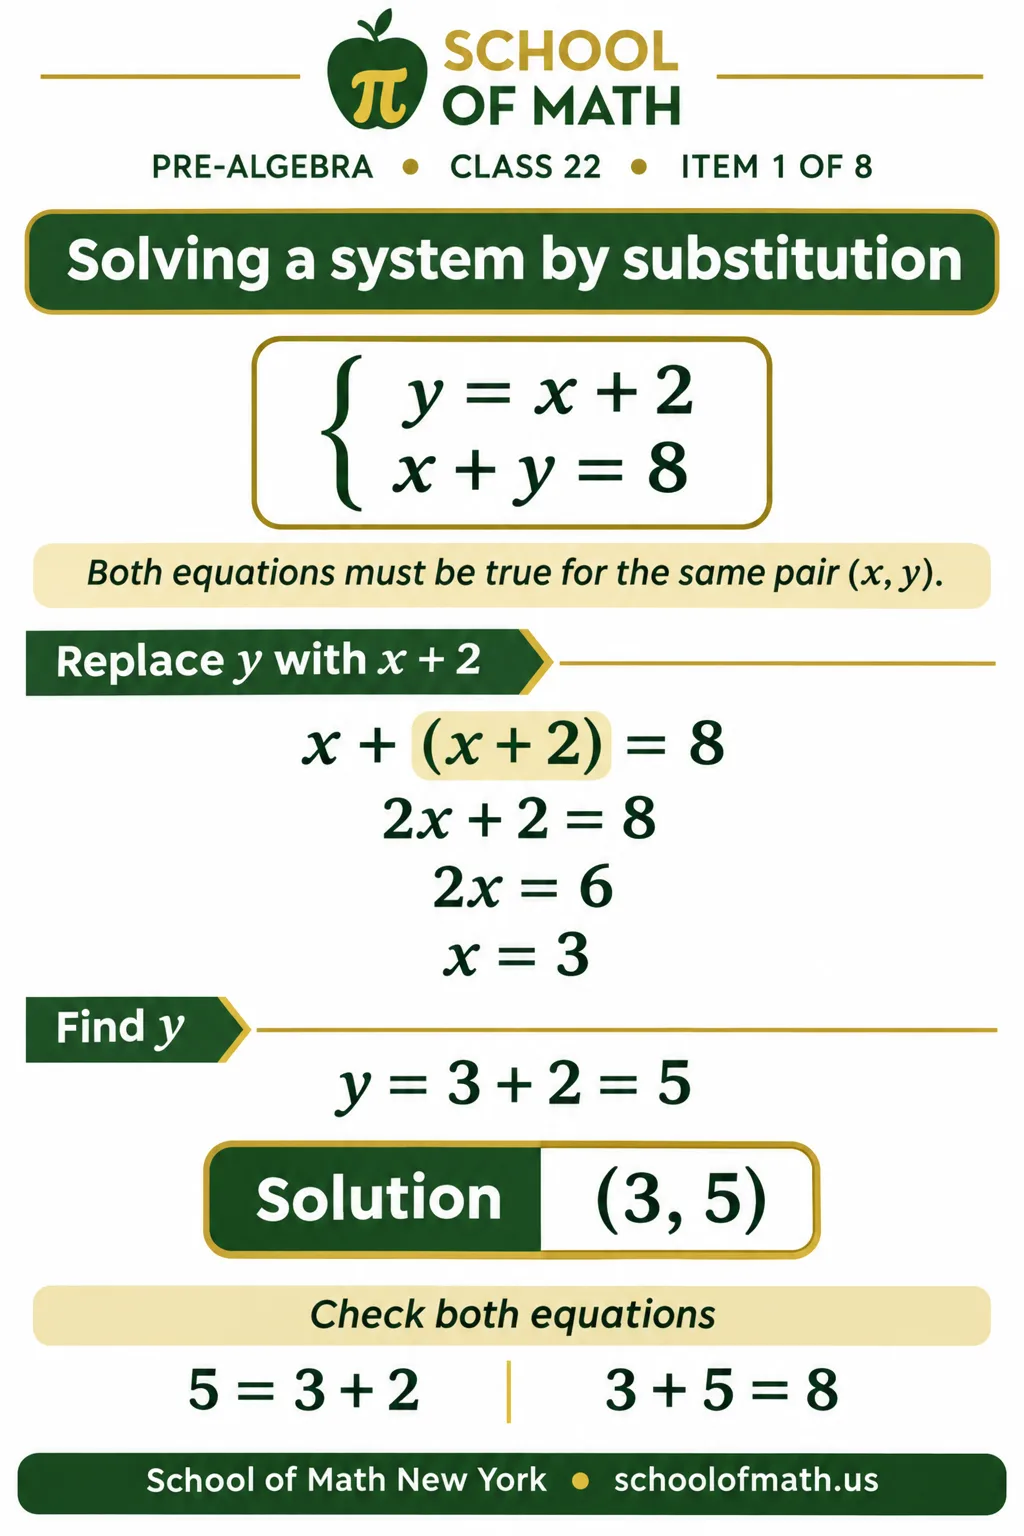 π
SCHOOL
OF MATH
PRE-ALGEBRA • CLASS 22 • ITEM 1 OF 8
Solving a system by substitution
y = x + 2
x + y = 8
Both equations must be true for the same pair (x, y).
Replace y with x + 2
x + (x + 2) = 8
2x + 2 = 8
2x = 6
x = 3
Find y
y = 3 + 2 = 5
Solution (3, 5)
Check both equations
5 = 3 + 2 | 3 + 5 = 8
School of Math New York • schoolofmath.us